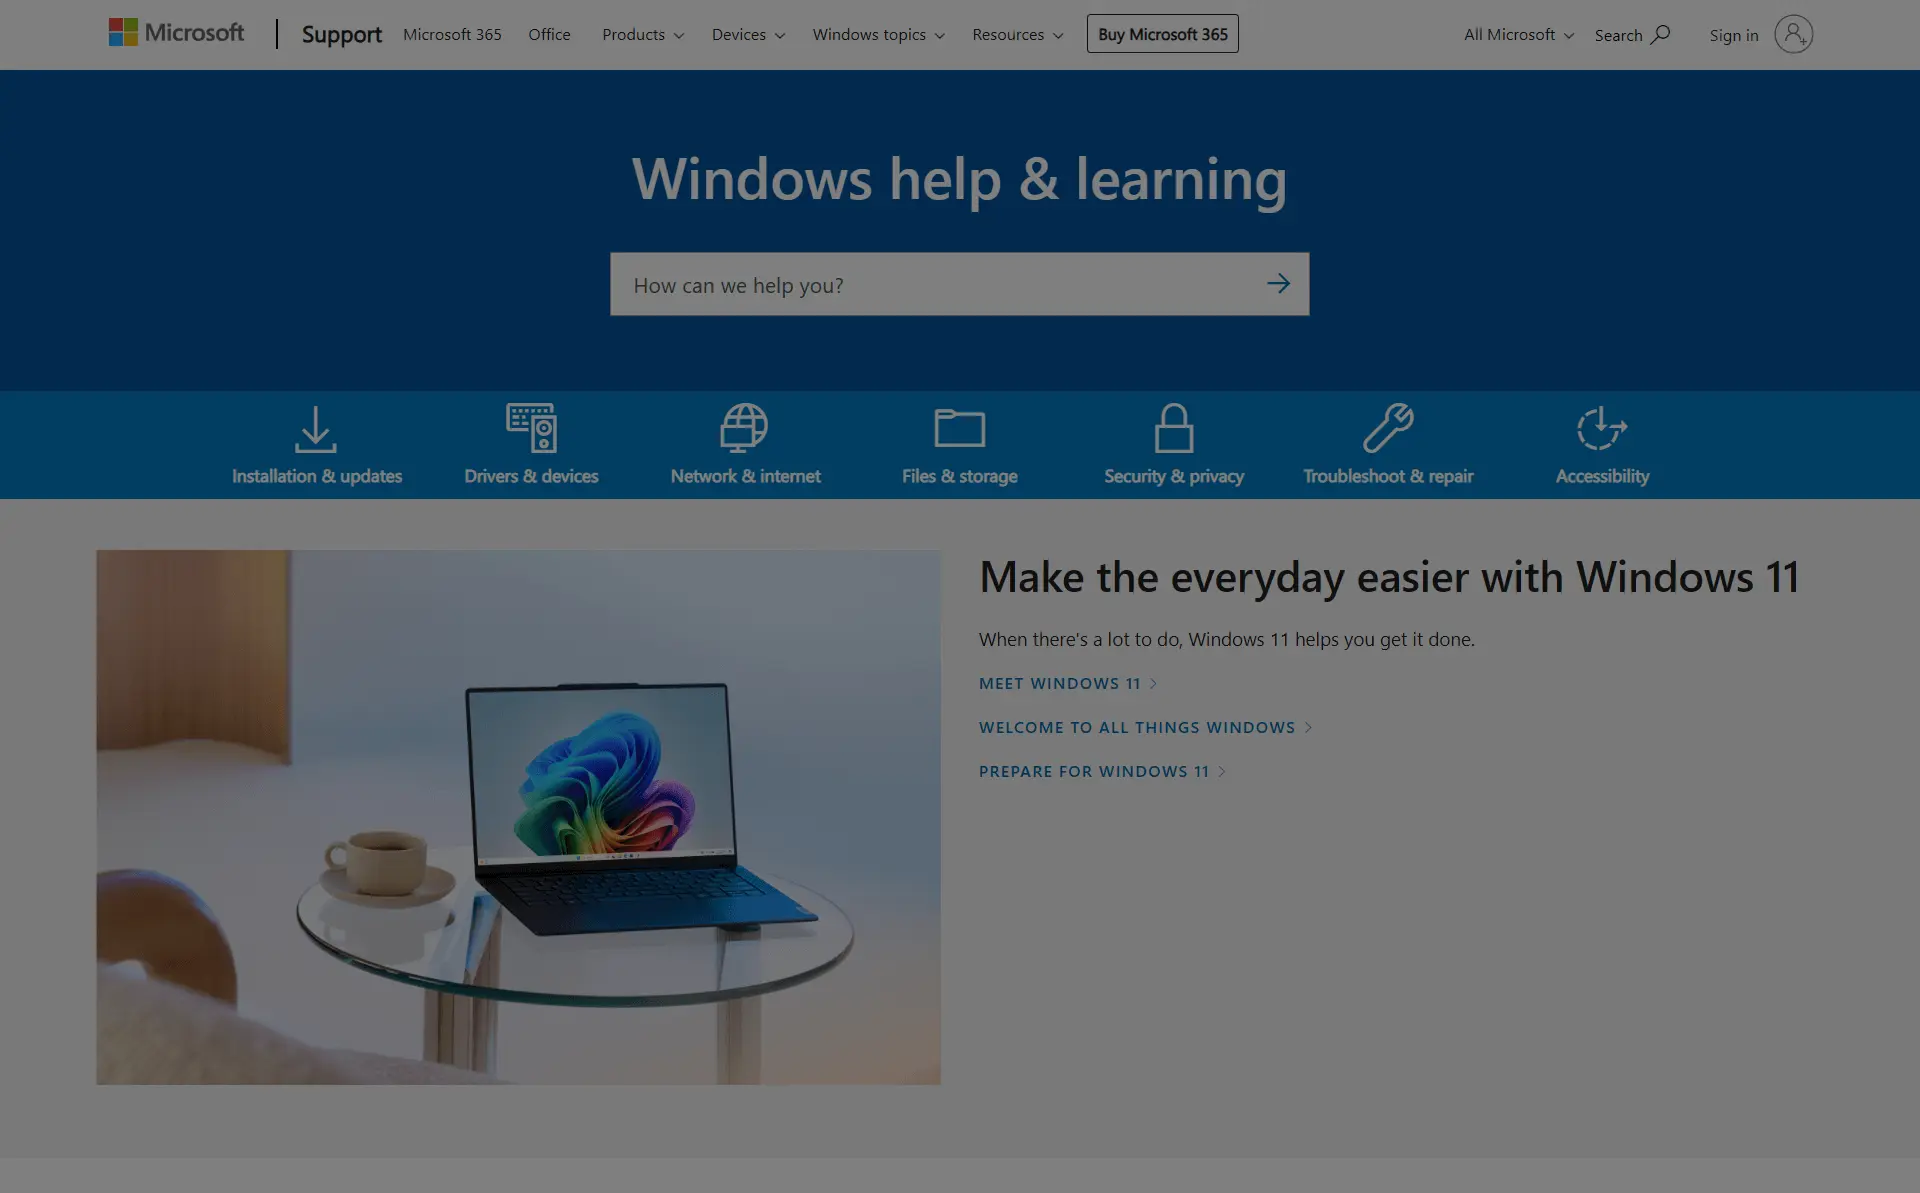 Microsoft
Support
Microsoft 365
Office
Products
Devices
Windows topics
Resources
Buy Microsoft 365
All Microsoft
Search
Sign in
Windows help & learning
How can we help you?
Installation & updates
Drivers & devices
Network & internet
Files & storage
Security & privacy
Troubleshoot & repair
Accessibility
Make the everyday easier with Windows 11
When there's a lot to do, Windows 11 helps you get it done.
MEET WINDOWS 11
WELCOME TO ALL THINGS WINDOWS
PREPARE FOR WINDOWS 11